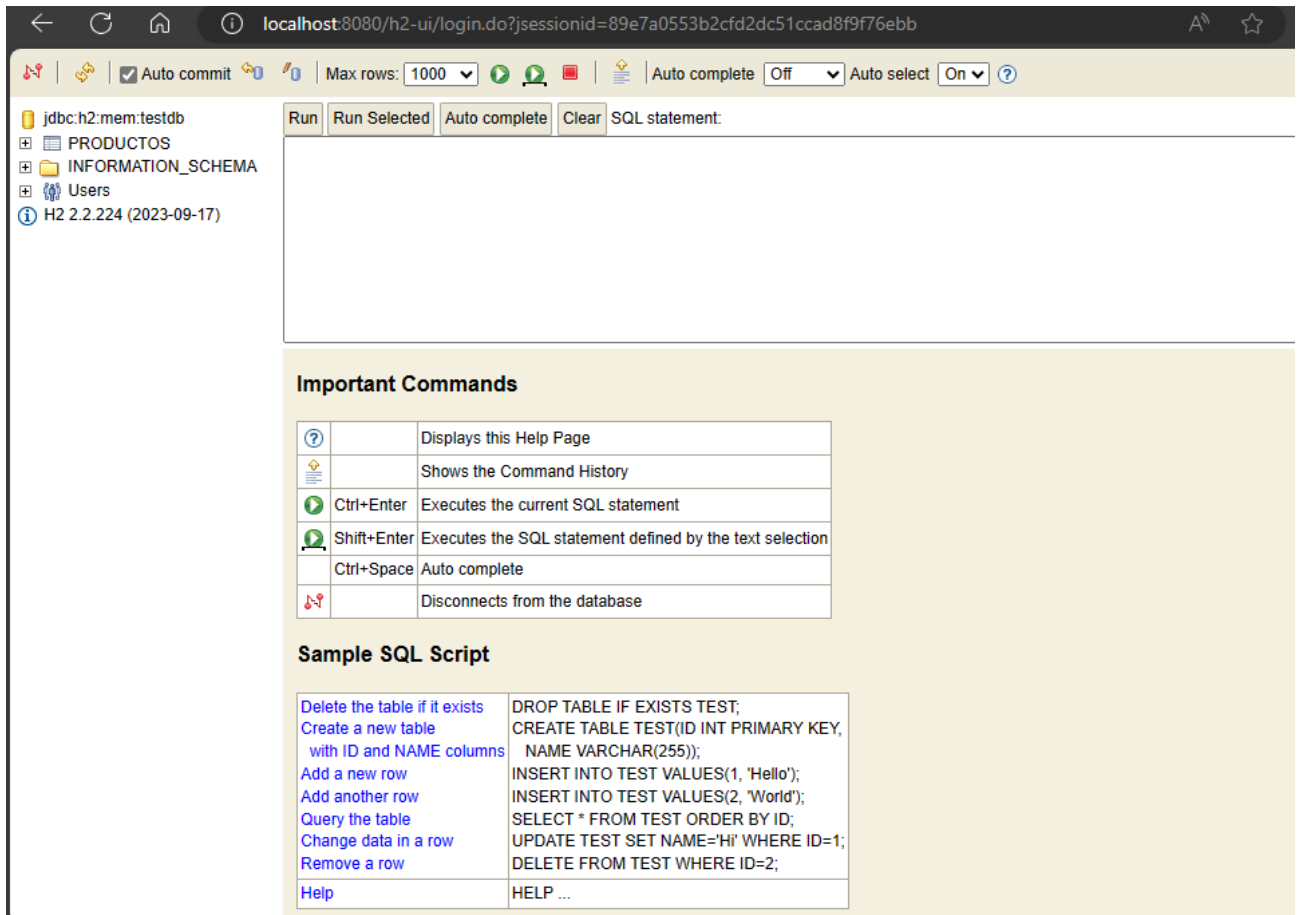 localhost:8080/h2-ui/login.do?jsessionid=89e7a0553b2cfd2dc51ccad8f9f76ebb
Auto commit Max rows: 1000 Auto complete Off Auto select On
jdbc:h2:mem:testdb
PRODUCTOS
INFORMATION_SCHEMA
Users
H2 2.2.224 (2023-09-17)
Run Run Selected Auto complete Clear SQL statement:
Important Commands
Displays this Help Page
Shows the Command History
Ctrl+Enter Executes the current SQL statement
Shift+Enter Executes the SQL statement defined by the text selection
Ctrl+Space Auto complete
Disconnects from the database
Sample SQL Script
Delete the table if it exists DROP TABLE IF EXISTS TEST;
Create a new table CREATE TABLE TEST(ID INT PRIMARY KEY,
with ID and NAME columns NAME VARCHAR(255));
Add a new row INSERT INTO TEST VALUES(1, 'Hello');
Add another row INSERT INTO TEST VALUES(2, 'World');
Query the table SELECT * FROM TEST ORDER BY ID;
Change data in a row UPDATE TEST SET NAME='Hi' WHERE ID=1;
Remove a row DELETE FROM TEST WHERE ID=2;
Help HELP ...